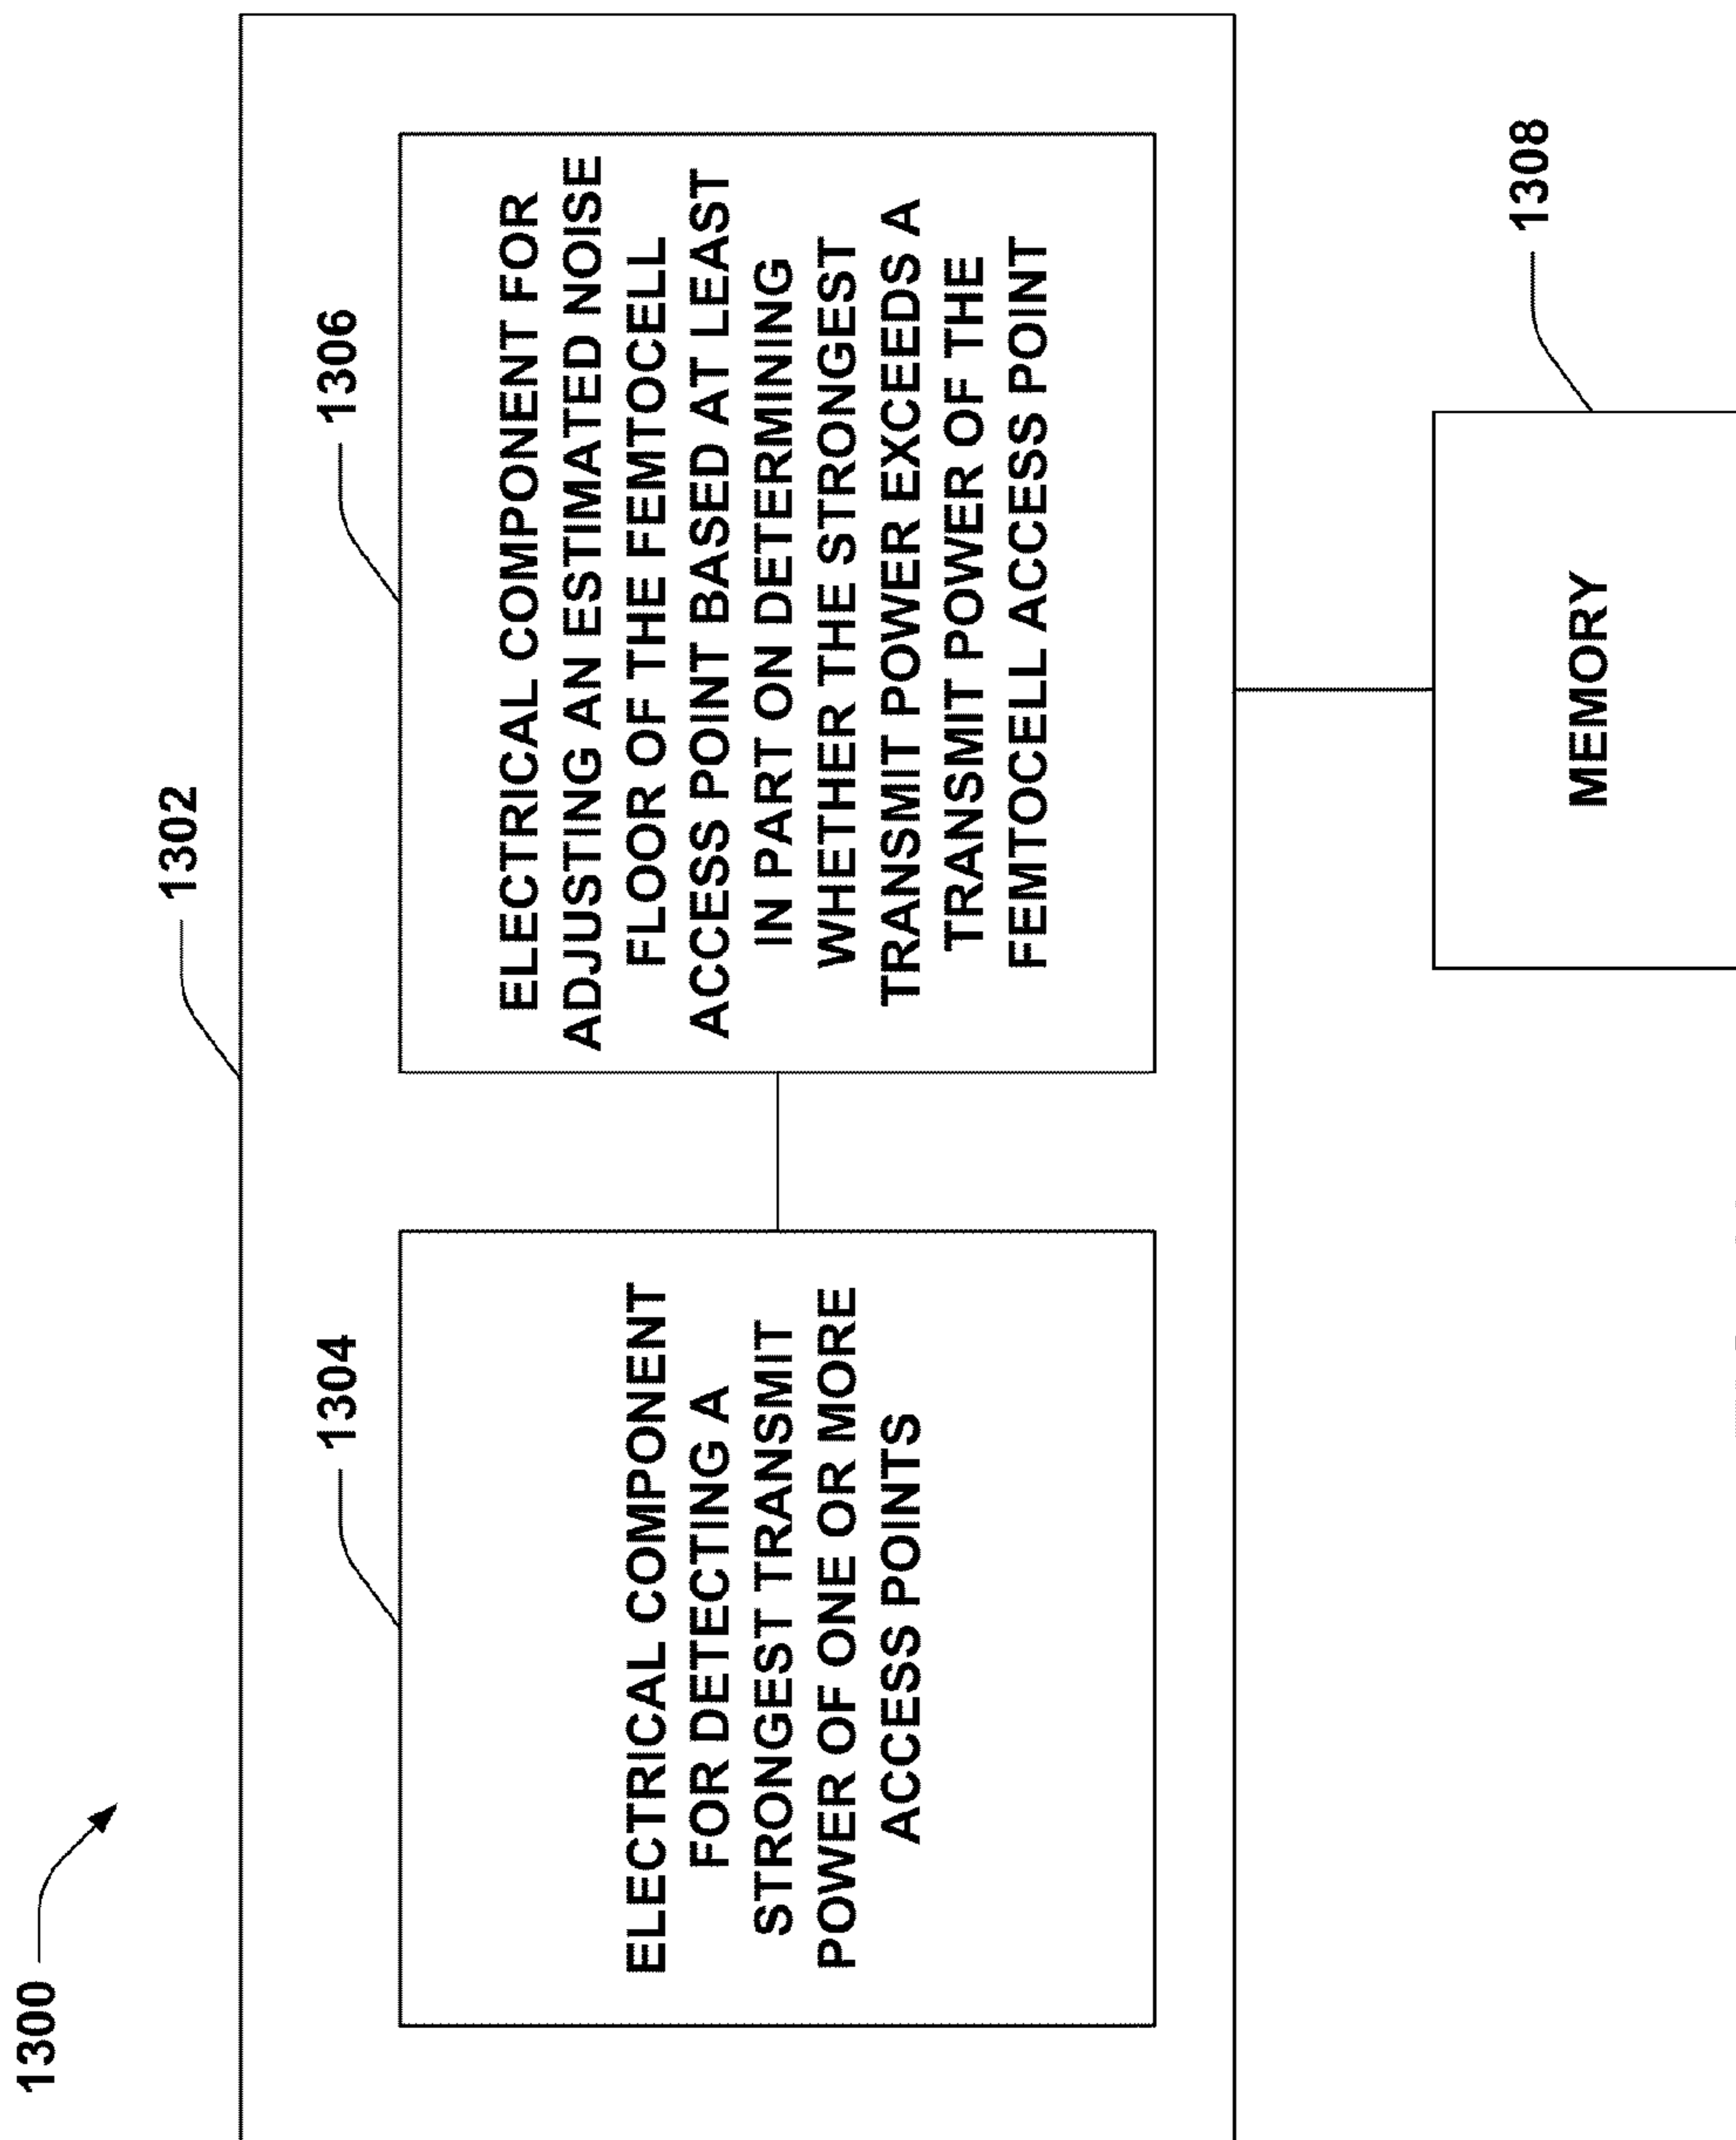 1300
1302
1304
ELECTRICAL COMPONENT
FOR DETECTING A
STRONGEST TRANSMIT
POWER OF ONE OR MORE
ACCESS POINTS
1306
ELECTRICAL COMPONENT FOR
ADJUSTING AN ESTIMATED NOISE
FLOOR OF THE FEMTOCELL
ACCESS POINT BASED AT LEAST
IN PART ON DETERMINING
WHETHER THE STRONGEST
TRANSMIT POWER EXCEEDS A
TRANSMIT POWER OF THE
FEMTOCELL ACCESS POINT
1308
MEMORY